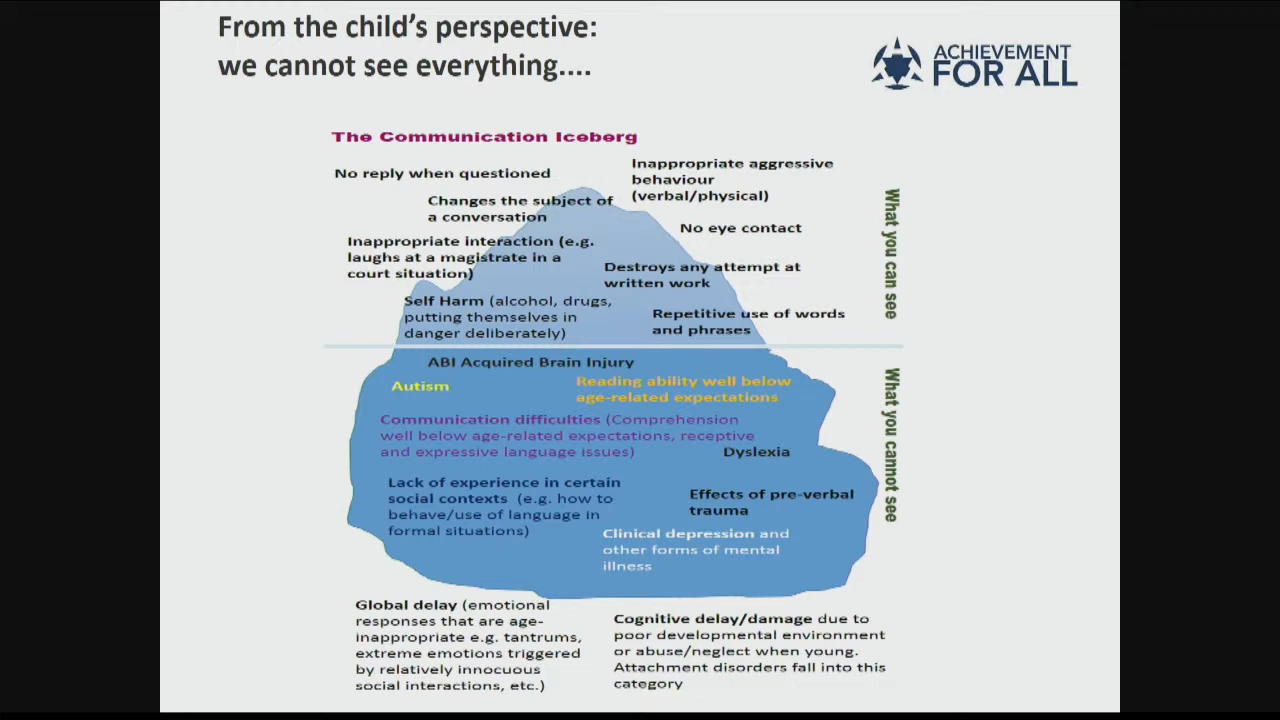 From the child's perspective:
we cannot see everything....
ACHIEVEMENT
FOR ALL
The Communication Iceberg
No reply when questioned
Inappropriate aggressive
behaviour
(verbal/physical)
Changes the subject of
a conversation
No eye contact
Inappropriate interaction (e.g.
laughs at a magistrate in a
court situation)
Destroys any attempt at
written work
Self Harm (alcohol, drugs,
putting themselves in
danger deliberately)
Repetitive use of words
and phrases
What you can see
ABI Acquired Brain Injury
Autism
Reading ability well below
age-related expectations
Communication difficulties (Comprehension
well below age-related expectations, receptive
and expressive language issues)
Dyslexia
Lack of experience in certain
social contexts (e.g. how to
behave/use of language in
formal situations)
Effects of pre-verbal
trauma
Clinical depression and
other forms of mental
illness
What you cannot see
Global delay (emotional
responses that are age-
inappropriate e.g. tantrums,
extreme emotions triggered
by relatively innocuous
social interactions, etc.)
Cognitive delay/damage due to
poor developmental environment
or abuse/neglect when young.
Attachment disorders fall into this
category